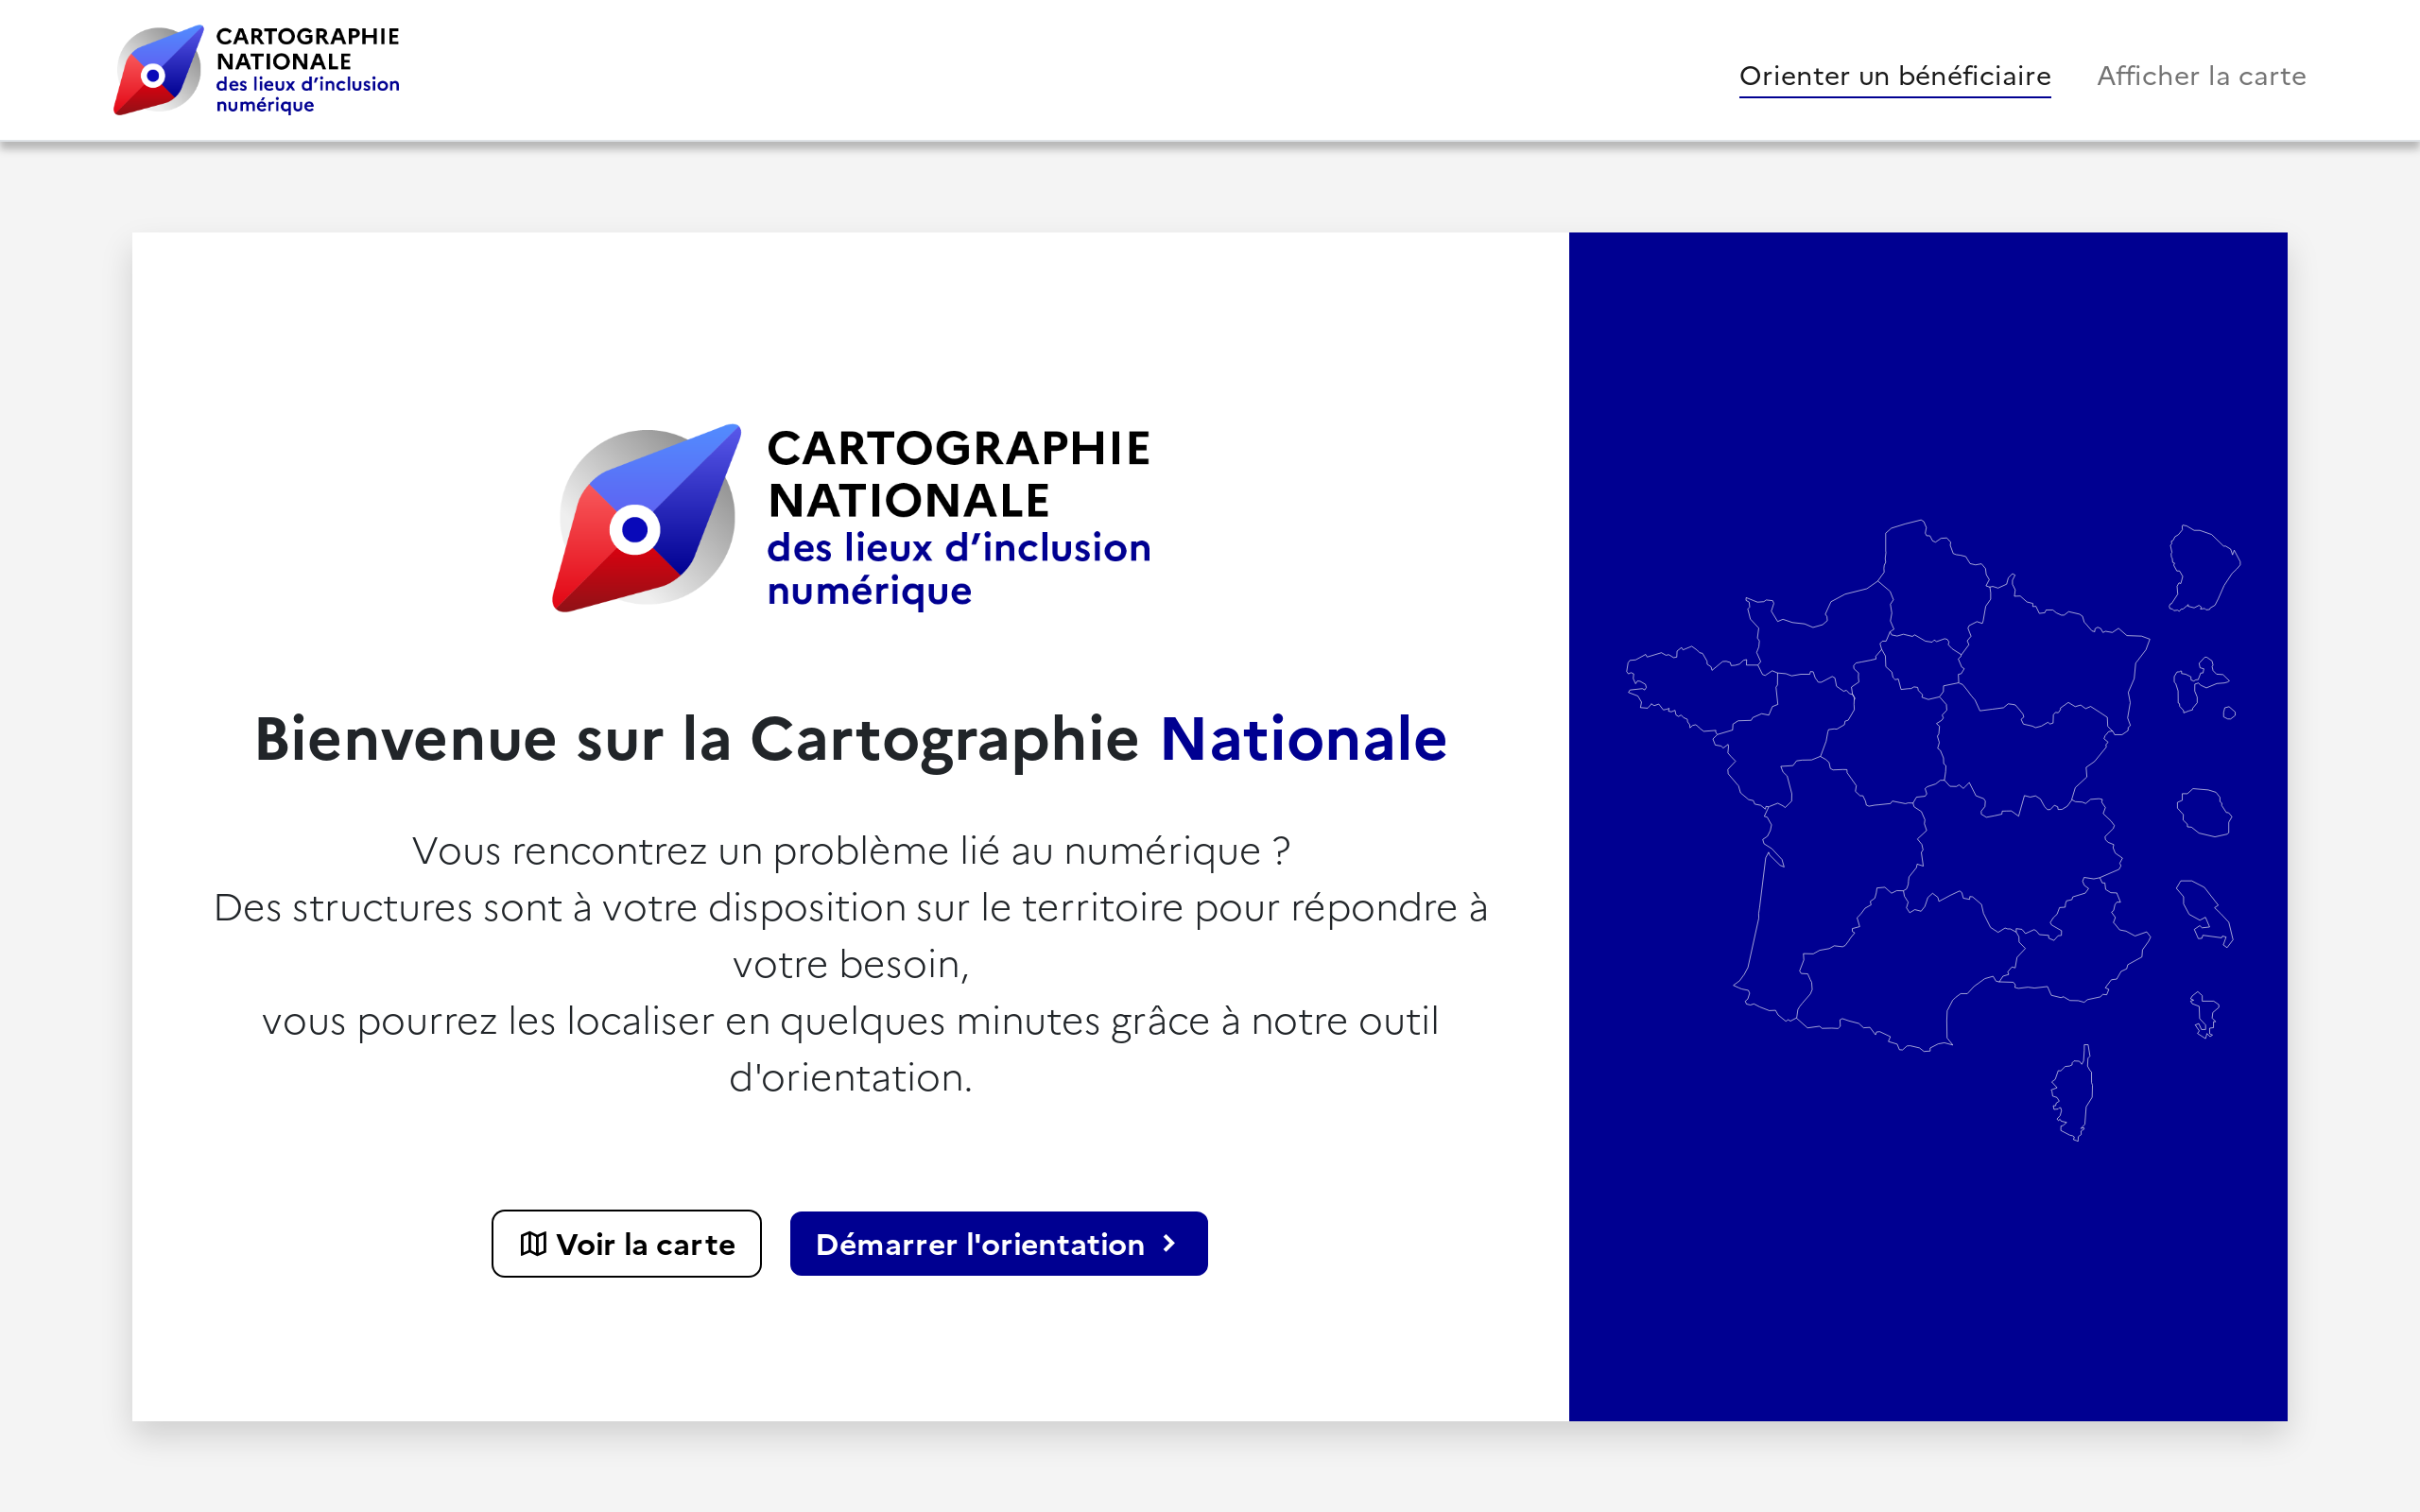 CARTOGRAPHIE
NATIONALE
des lieux d’inclusion
numérique
Orenter un bénéficiaire
Afficher la carte
CARTOGRAPHIE
NATIONALE
des lieux d’inclusion
numérique
Bienvenue sur la Cartographie Nationale
Vous rencontrez un problème lié au numérique ?
Des structures sont à votre disposition sur le territoire pour répondre à
votre besoin,
vous pourrez les localiser en quelques minutes grâce à notre outil
d'orientation.
Voir la carte
Démarrer l'orientation